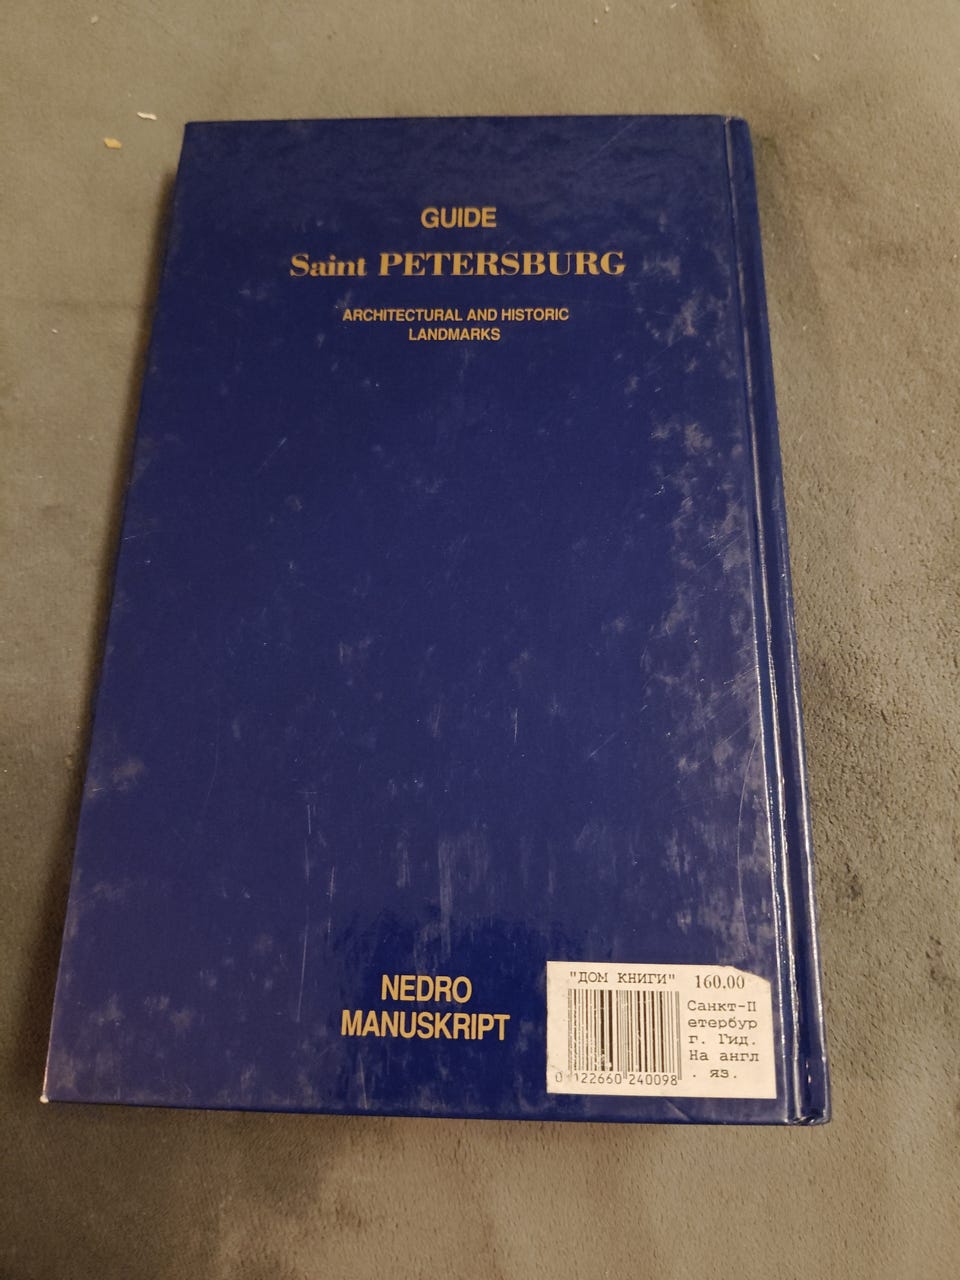 GUIDE
Saint PETERSBURG
ARCHITECTURAL AND HISTORIC
LANDMARKS
NEDRO
MANUSKRIPT
"ДОМ КНИГИ" 160.00
Санкт-П
етербур
г. Гид.
На англ
. яз.
0 122660 240098